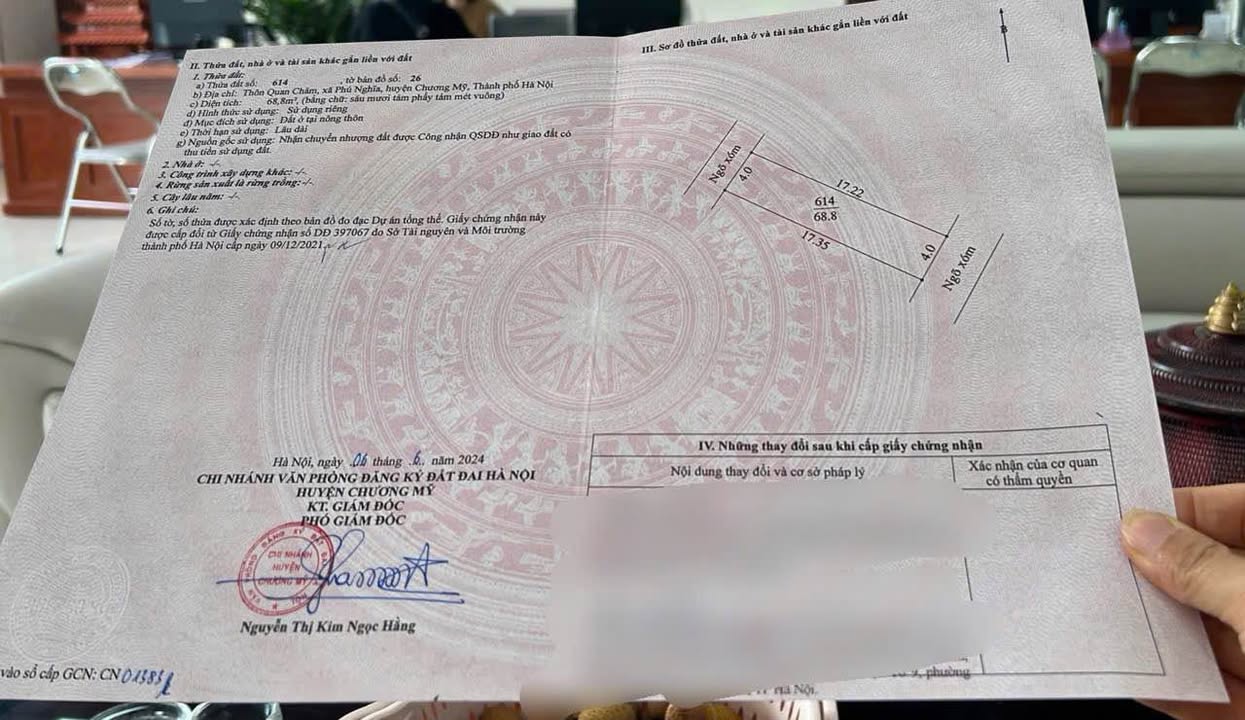 II. Thửa đất, nhà ở và tài sản khác gắn liền với đất
1. Thửa đất:
a) Thửa đất số: 614 , tờ bản đồ số: 26
b) Địa chỉ: Thôn Quan Châm, xã Phú Nghĩa, huyện Chương Mỹ, Thành phố Hà Nội
c) Diện tích: 68,8m², (bằng chữ: sáu mươi tám phẩy tám mét vuông)
d) Hình thức sử dụng: Sử dụng riêng
đ) Mục đích sử dụng: Đất ở tại nông thôn
e) Thời hạn sử dụng: Lâu dài
g) Nguồn gốc sử dụng: Nhận chuyển nhượng đất được Công nhận QSDĐ như giao đất có
thu tiền sử dụng đất.
2. Nhà ở: -/-
3. Công trình xây dựng khác: -/-
4. Rừng sản xuất là rừng trồng: -/-
5. Cây lâu năm: -/-
6. Ghi chú:
Số tờ, số thửa được xác định theo bản đồ đo đạc Dự án tổng thể. Giấy chứng nhận này
được cấp đổi từ Giấy chứng nhận số DĐ 397067 do Sở Tài nguyên và Môi trường
thành phố Hà Nội cấp ngày 09/12/2021
Hà Nội, ngày 06 tháng 6 năm 2024
CHI NHÁNH VĂN PHÒNG ĐĂNG KÝ ĐẤT ĐAI HÀ NỘI
HUYỆN CHƯƠNG MỸ
KT. GIÁM ĐỐC
PHÓ GIÁM ĐỐC
CHI NHÁNH
HUYỆN
CHƯƠNG MỸ
Nguyễn Thị Kim Ngọc Hằng
vào sổ cấp GCN: CN
III. Sơ đồ thửa đất, nhà ở và tài sản khác gắn liền với đất
B
Ngõ xóm
4.0
17.22
614
68.8
17.35
4.0
Ngõ xóm
IV. Những thay đổi sau khi cấp giấy chứng nhận
Nội dung thay đổi và cơ sở pháp lý
Xác nhận của cơ quan
có thẩm quyền
phường
Hà Nội.